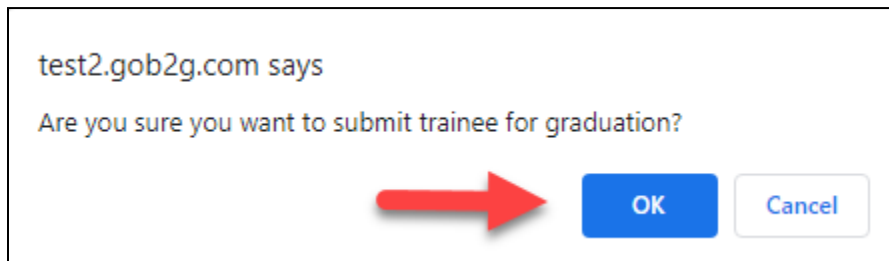 test2.gob2g.com says
Are you sure you want to submit trainee for graduation?
OK Cancel